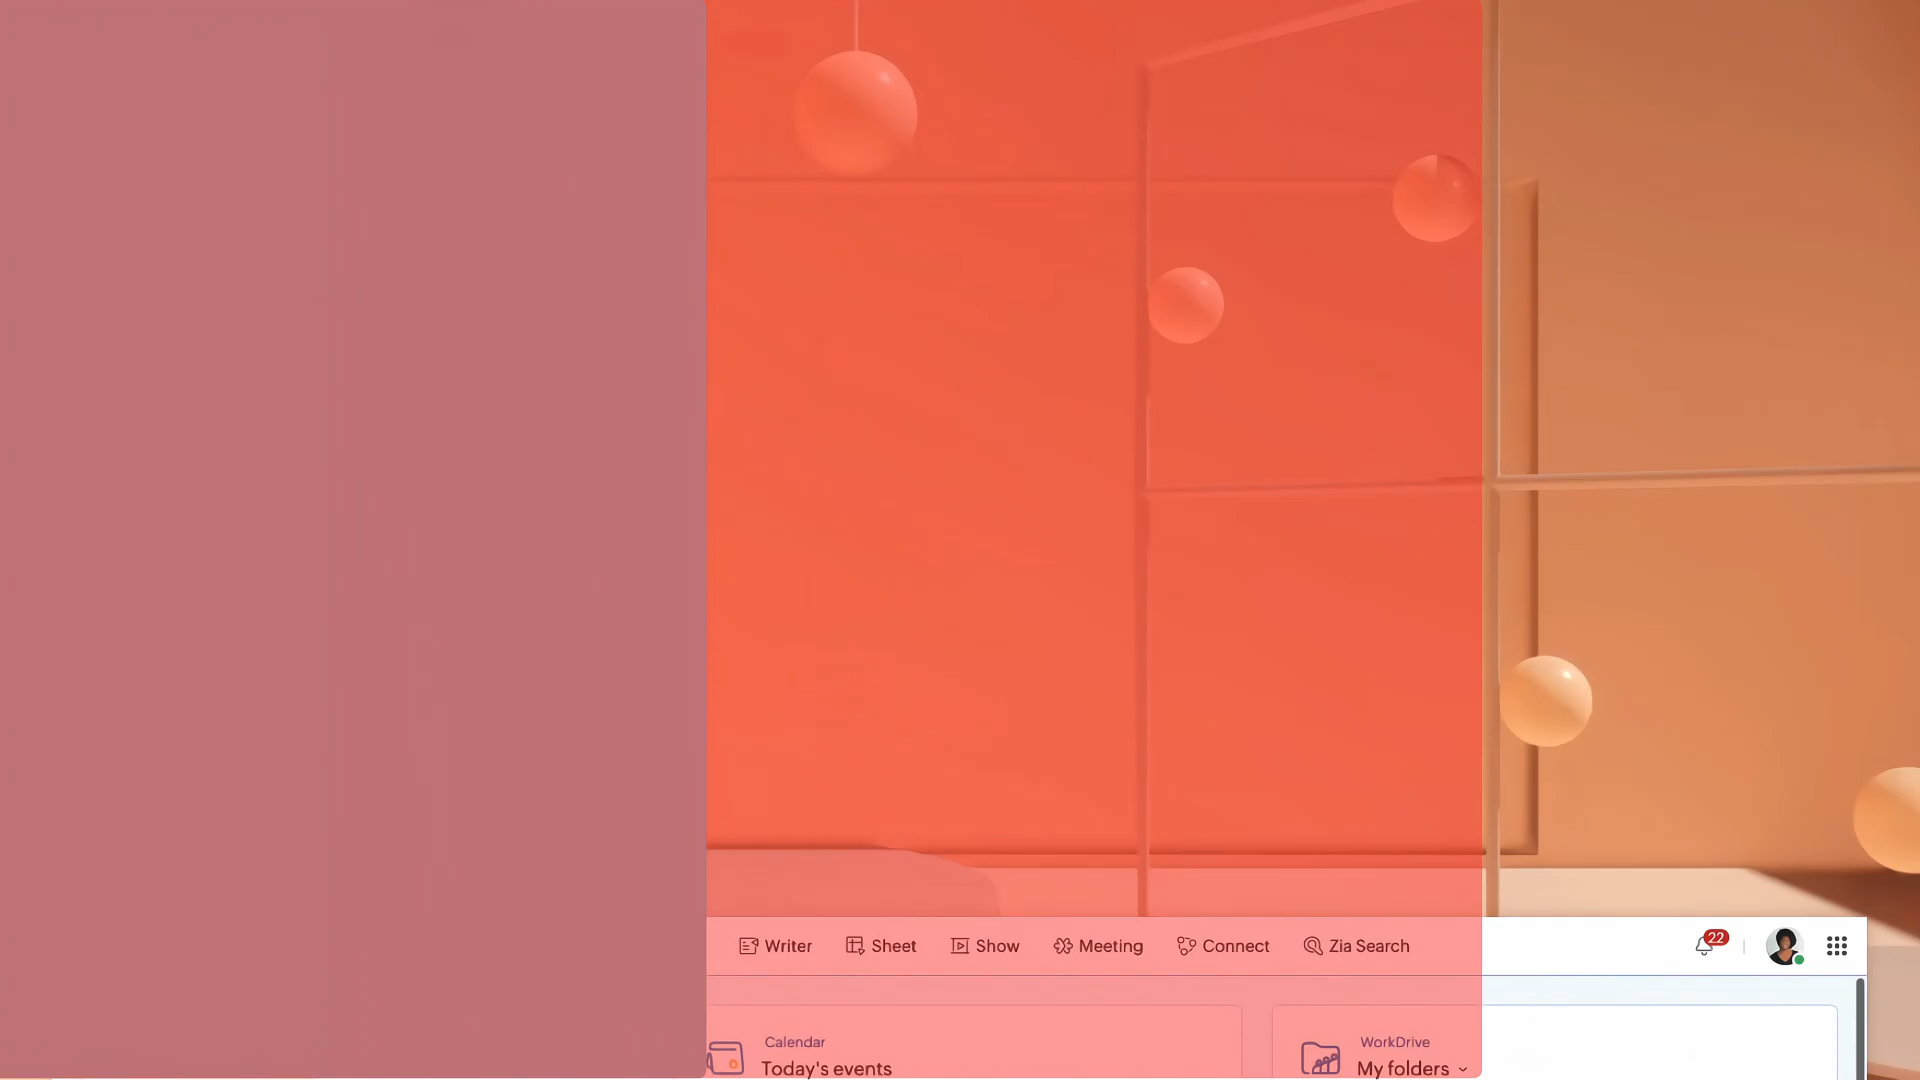 Writer Sheet Show Meeting Connect Zia Search 22
Calendar
Today's events
WorkDrive
My folders